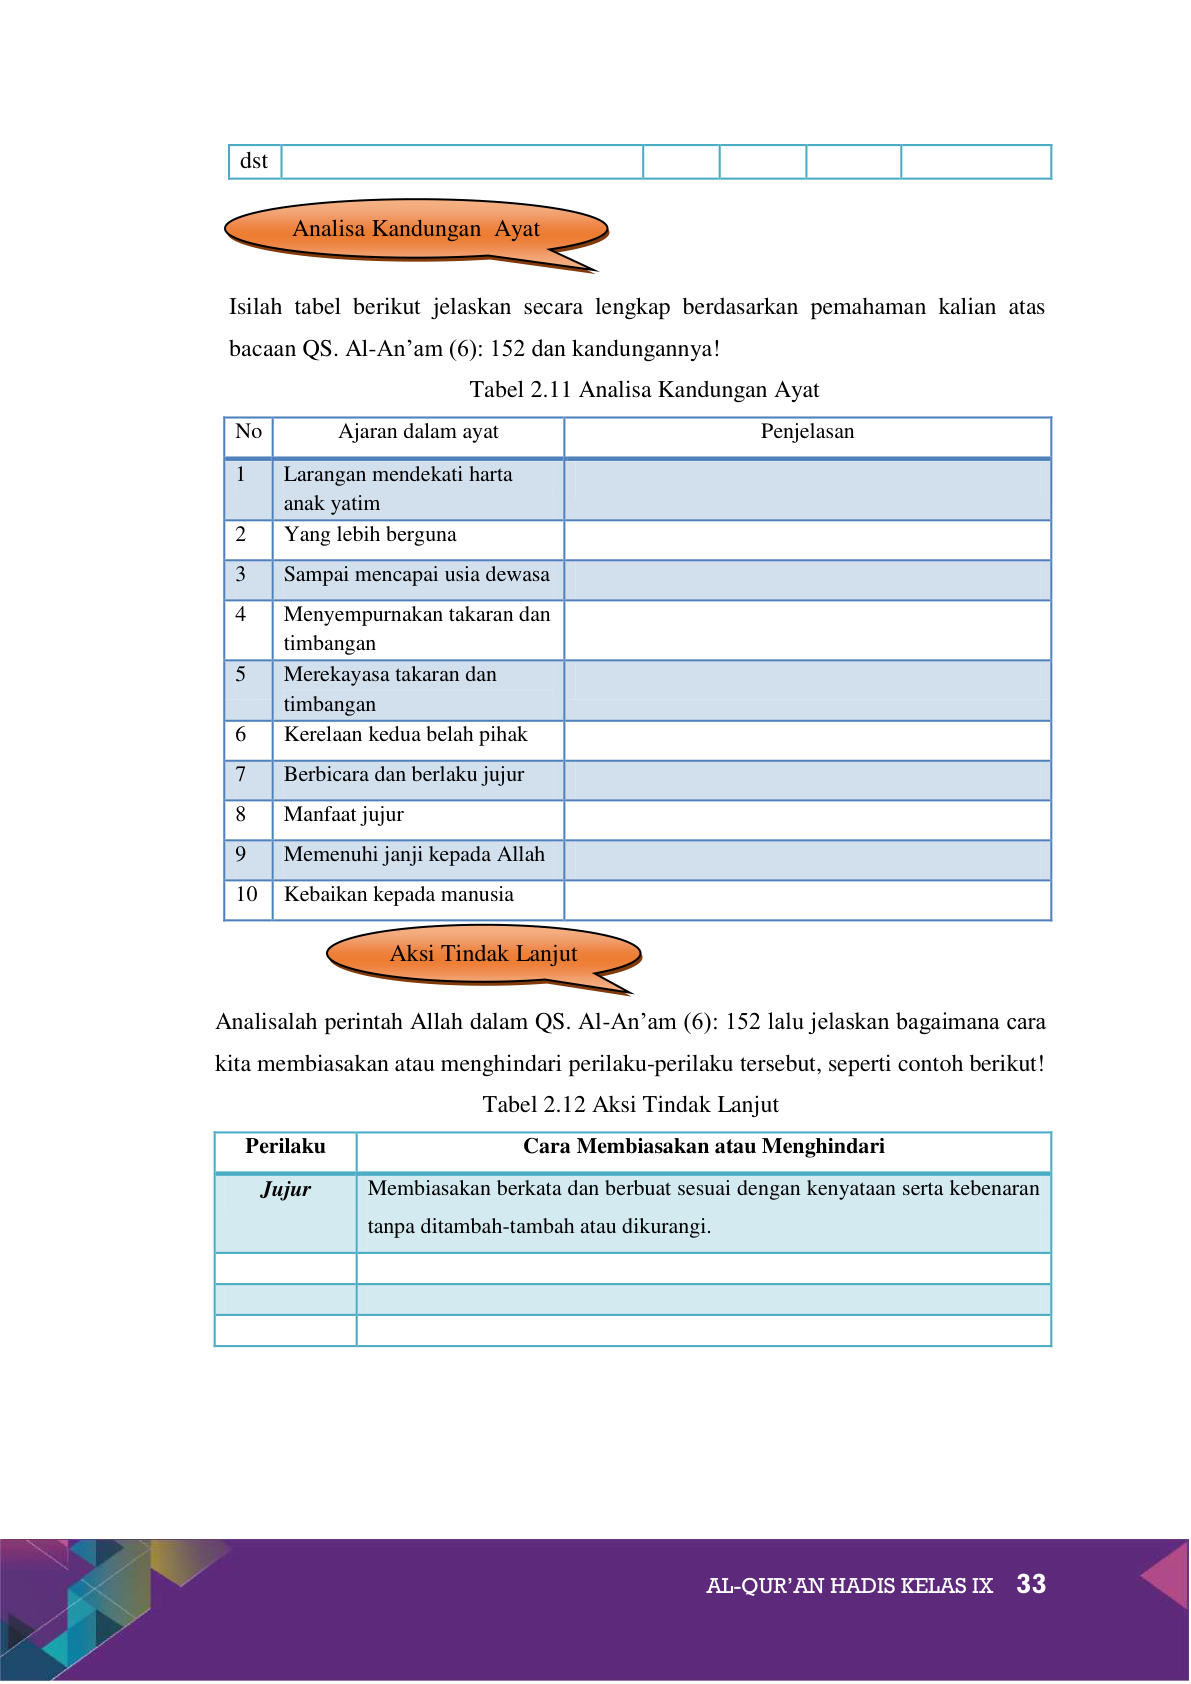 dst
Analisa Kandungan Ayat
Isilah tabel berikut jelaskan secara lengkap berdasarkan pemahaman kalian atas
bacaan QS. Al-An’am (6): 152 dan kandungannya!
Tabel 2.11 Analisa Kandungan Ayat
No Ajaran dalam ayat Penjelasan
1 Larangan mendekati harta
anak yatim
2 Yang lebih berguna
3 Sampai mencapai usia dewasa
4 Menyempurnakan takaran dan
timbangan
5 Merekayasa takaran dan
timbangan
6 Kerelaan kedua belah pihak
7 Berbicara dan berlaku jujur
8 Manfaat jujur
9 Memenuhi janji kepada Allah
10 Kebaikan kepada manusia
Aksi Tindak Lanjut
Analisalah perintah Allah dalam QS. Al-An’am (6): 152 lalu jelaskan bagaimana cara
kita membiasakan atau menghindari perilaku-perilaku tersebut, seperti contoh berikut!
Tabel 2.12 Aksi Tindak Lanjut
Perilaku Cara Membiasakan atau Menghindari
Jujur Membiasakan berkata dan berbuat sesuai dengan kenyataan serta kebenaran
tanpa ditambah-tambah atau dikurangi.
AL-QUR’AN HADIS KELAS IX 33